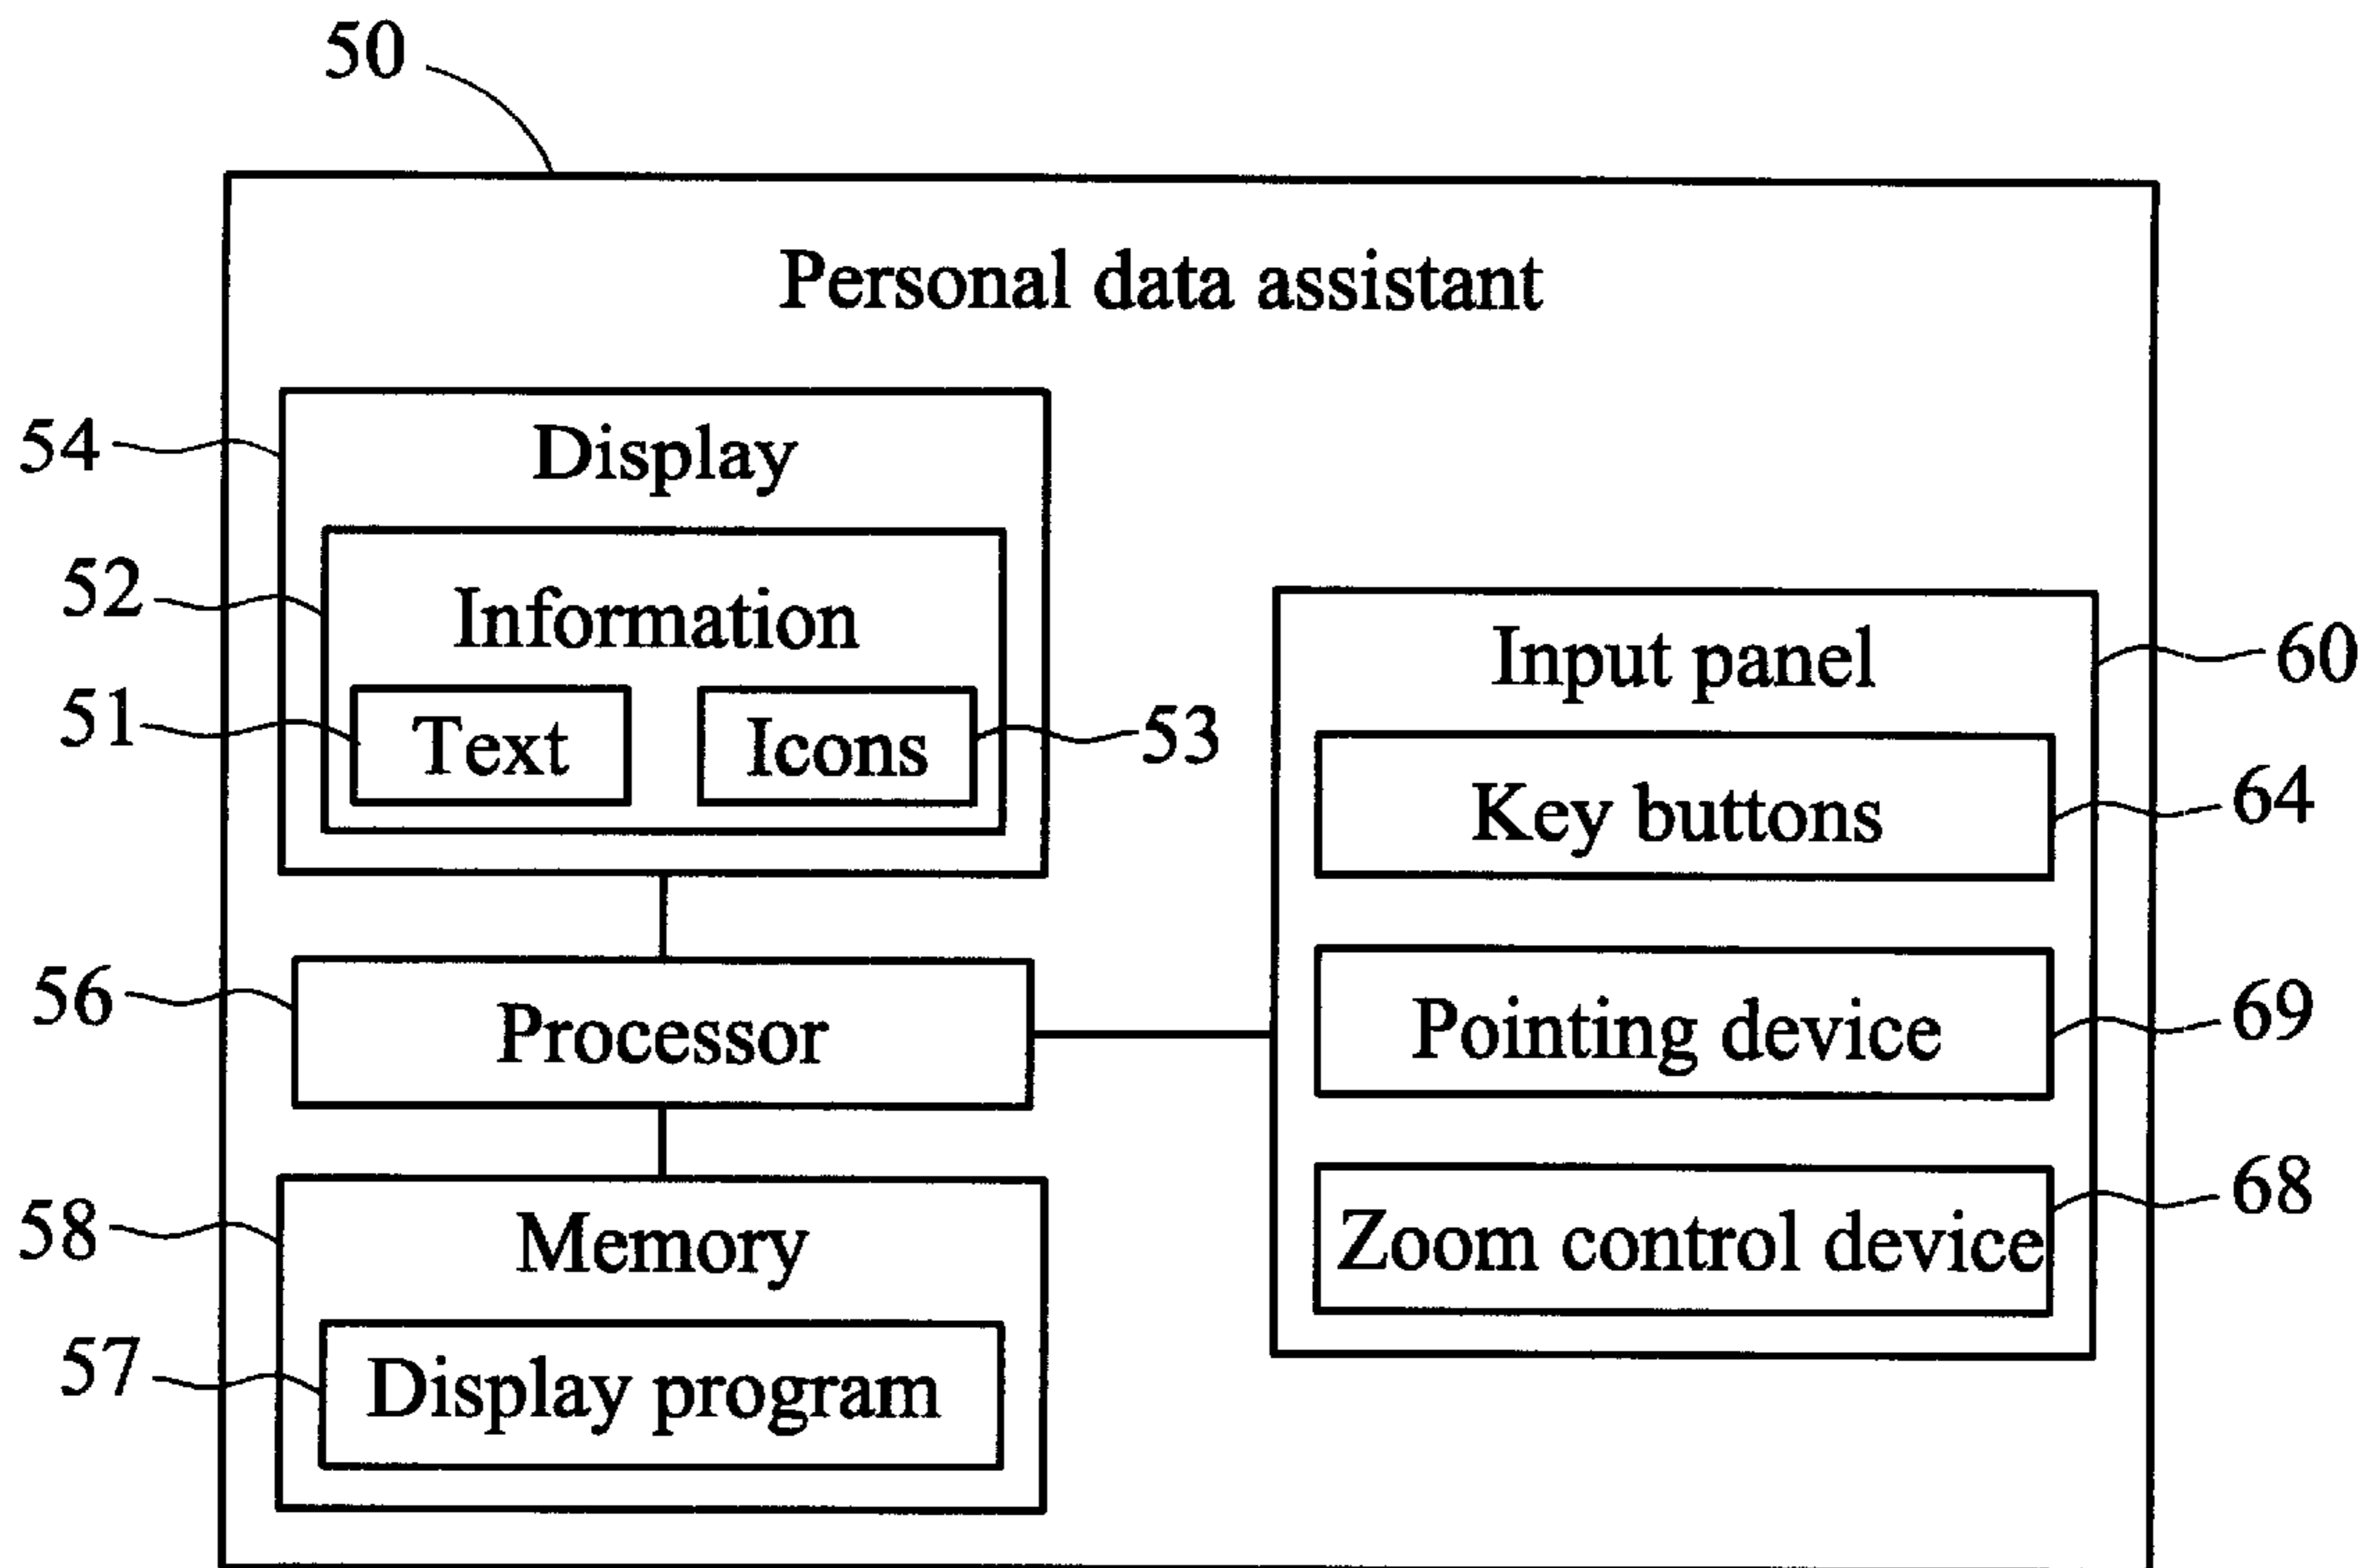 50
Personal data assistant
54
Display
52
Information
51
Text
Icons
53
Input panel
60
Key buttons
64
56
Processor
Pointing device
69
58
Memory
Zoom control device
68
57
Display program